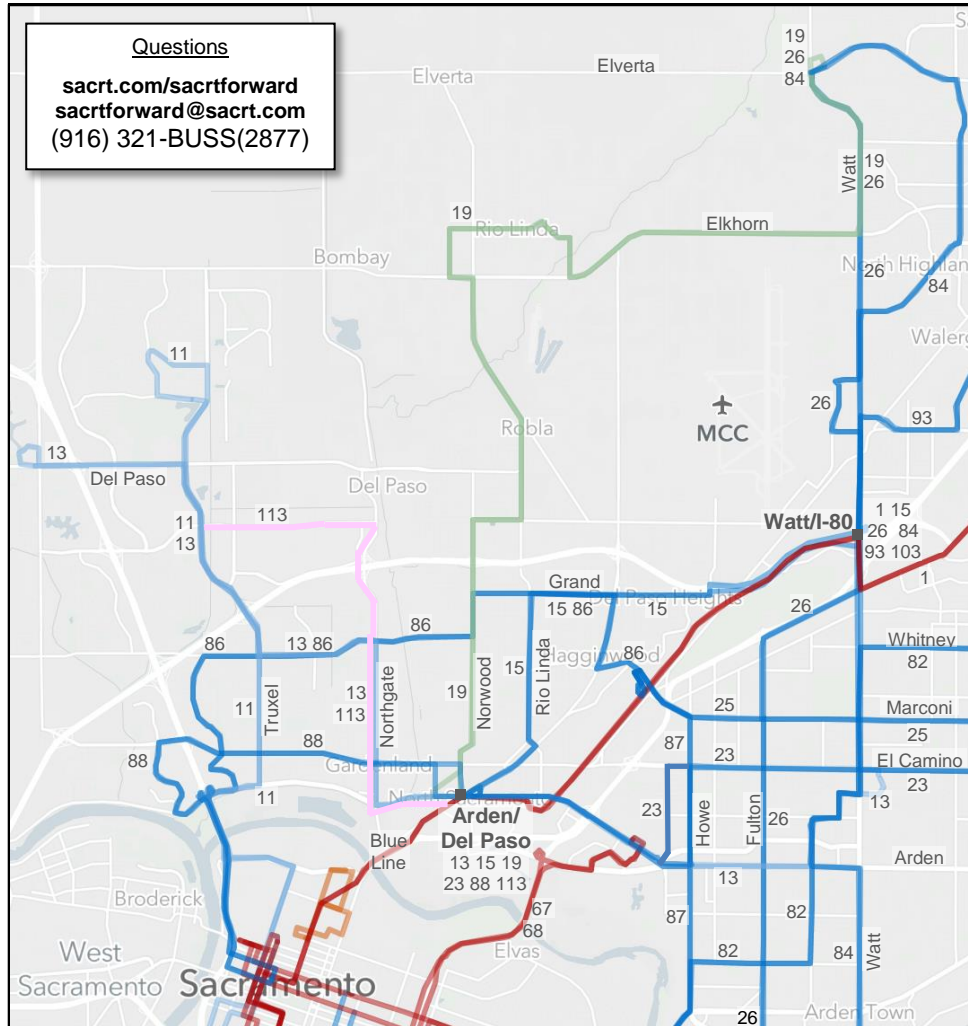 Questions
sacrt.com/sacrtforward
sacrtforward@sacrt.com
(916) 321-BUSS(2877)
19
26
84
Elverta
Elverta
Watt
19
26
19
Rio Linda
Elkhorn
Bombay
26
North Highland
84
11
Walerg
26
93
MCC
Robla
13
Del Paso
Del Paso
11
13
113
Watt/I-80
1 15
26 84
93 103
1
Grand
15 86
Del Paso Heights
15
26
86
13 86
86
Whitney
82
Hagginwood
86
15
Rio Linda
13
113
Northgate
19
Norwood
11
Truxel
25
Marconi
25
88
88
87
23
El Camino
23
Gardenland
11
North Sacramento
13
23
Howe
Fulton
26
Arden/
Del Paso
13 15 19
23 88 113
Blue
Line
Arden
13
Broderick
67
68
87
82
82
84
Watt
Elvas
West
Sacramento
Sacramento
26
Arden Town